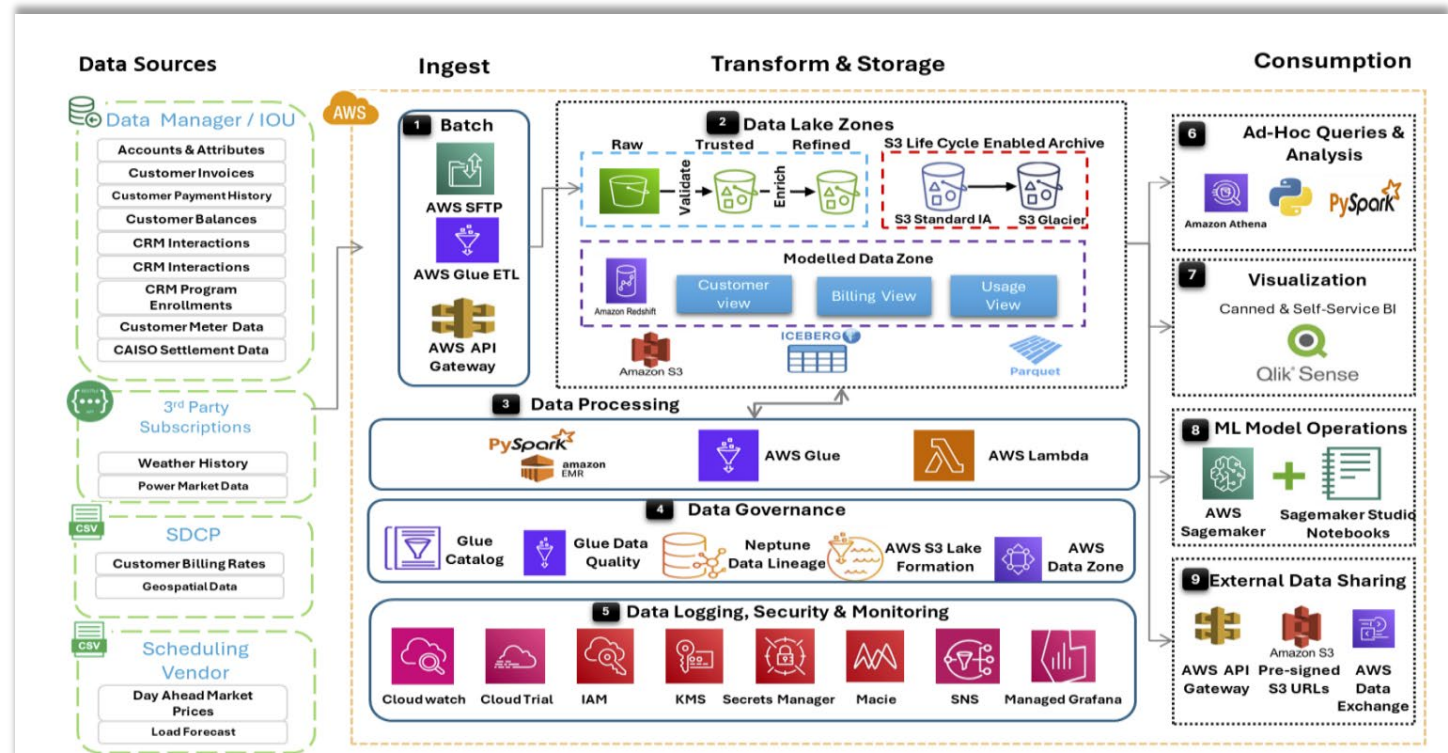 Data Sources
Ingest
Transform & Storage
Consumption
Data Manager / IOU
Accounts & Attributes
Customer Invoices
Customer Payment History
Customer Balances
CRM Interactions
CRM Interactions
CRM Program
Enrollments
Customer Meter Data
CAISO Settlement Data
3rd Party
Subscriptions
Weather History
Power Market Data
CSV
SDCP
Customer Billing Rates
Geospatial Data
CSV
Scheduling
Vendor
Day Ahead Market
Prices
Load Forecast
AWS
1 Batch
AWS SFTP
AWS Glue ETL
AWS API
Gateway
2 Data Lake Zones
Raw
Trusted
Refined
Validate
Enrich
S3 Life Cycle Enabled Archive
S3 Standard IA
S3 Glacier
Modelled Data Zone
Amazon Redshift
Customer
view
Billing View
Usage
View
Amazon S3
ICEBERG
Parquet
3 Data Processing
PySpark
amazon
EMR
AWS Glue
AWS Lambda
4 Data Governance
Glue
Catalog
Glue Data
Quality
Neptune
Data Lineage
AWS S3 Lake
Formation
AWS
Data Zone
5 Data Logging, Security & Monitoring
Cloud watch
Cloud Trial
IAM
KMS
Secrets Manager
Macie
SNS
Managed Grafana
6 Ad-Hoc Queries &
Analysis
Amazon Athena
PySpark
7 Visualization
Canned & Self-Service BI
Qlik Sense
8 ML Model Operations
AWS
Sagemaker
Sagemaker Studio
Notebooks
9 External Data Sharing
AWS API
Gateway
Amazon S3
Pre-signed
S3 URLs
AWS
Data
Exchange